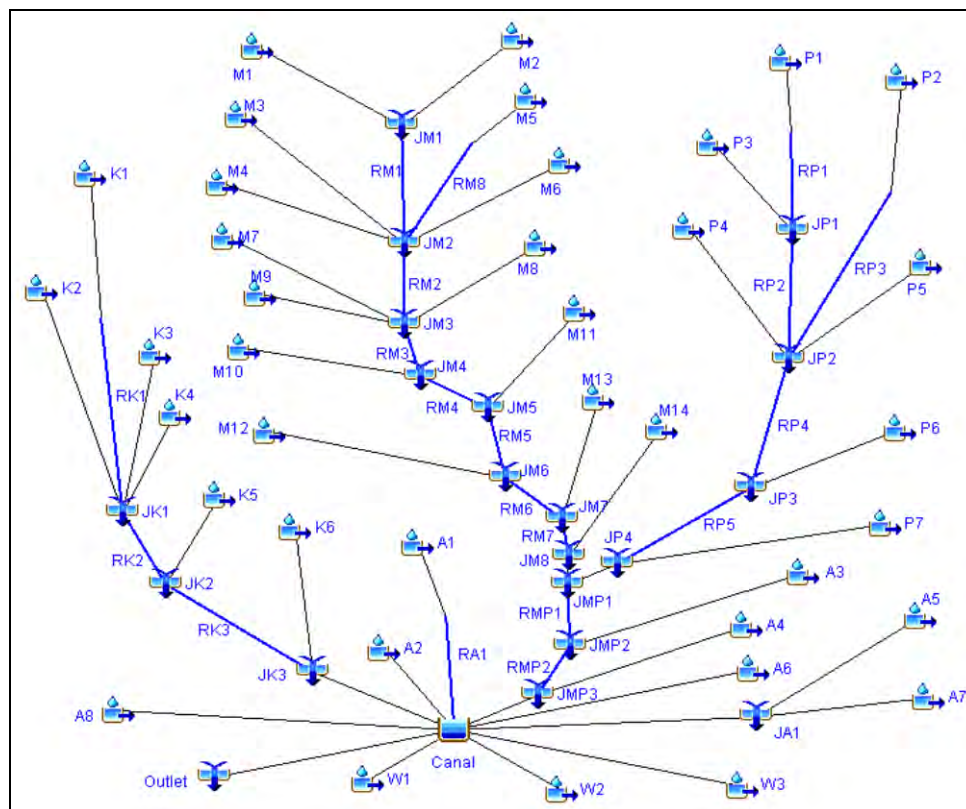 M1
M2
P1
P2
M3
M5
JM1
P3
K1
M4
RM1
RM8
M6
RP1
JP1
P4
M7
JM2
M8
RP2
RP3
P5
K2
M9
RM2
JM3
M11
JP2
K3
M10
RM3
JM4
RK1
K4
RM4
JM5
M13
M14
RP4
P6
M12
RM5
JM6
JP3
K5
RM6
JM7
RP5
JK1
K6
A1
RM7
JP4
P7
RK2
JM8
JK2
JMP1
A3
RMP1
A5
RK3
A2
RA1
JMP2
A4
JK3
RMP2
JMP3
A6
A7
A8
JA1
Canal
Outlet
W1
W2
W3